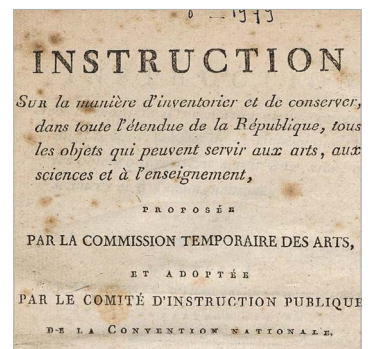 INSTRUCTION
SUR la manière d'inventorier et de conserver,
dans toute l'étendue de la République, tous
les objets qui peuvent servir aux arts, aux
sciences et à l'enseignement,
PROPOSÉE
PAR LA COMMISSION TEMPORAIRE DES ARTS,
ET ADOPTÉE
PAR LE COMITÉ D'INSTRUCTION PUBLIQUE
DE LA CONVENTION NATIONALE.